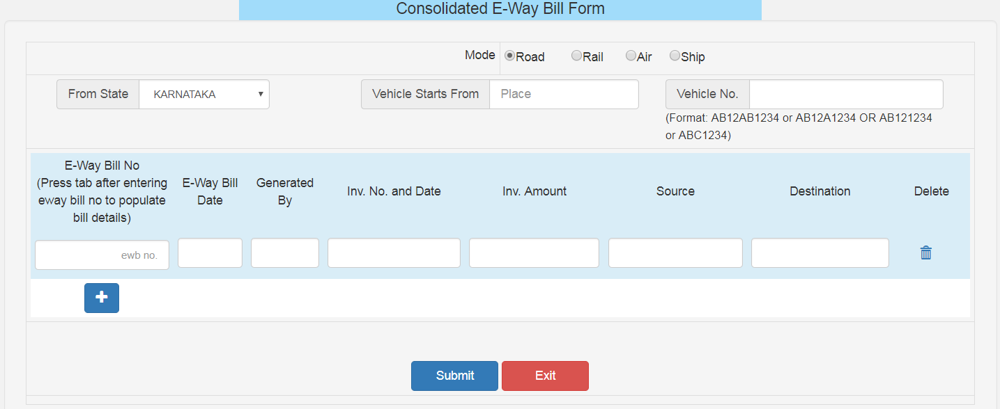 Consolidated E-Way Bill Form
Mode Road Rail Air Ship
From State KARNATAKA Vehicle Starts From Place Vehicle No.
(Format: AB12AB1234 or AB12A1234 OR AB121234
or ABC1234)
E-Way Bill No
(Press tab after entering
eway bill no to populate
bill details)
E-Way Bill
Date
Generated
By
Inv. No. and Date
Inv. Amount
Source
Destination
Delete
ewb no.
Submit Exit